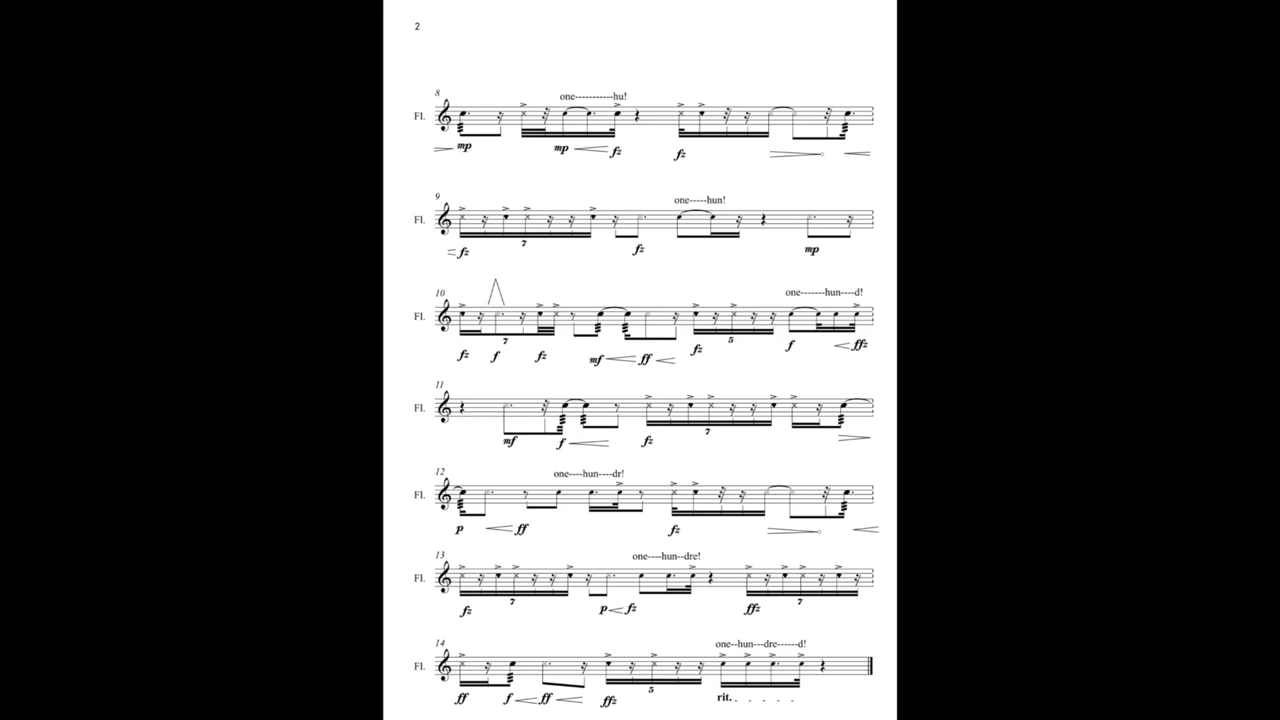 2
8
one-----------hu!
Fl.
mp mp fz fz
9
one-----hun!
Fl.
fz 7 fz mp
10
one-------hun----d!
Fl.
7 5
fz f fz mf ff fz f ffz
11
Fl.
mf f fz 7
12
one----hun----dr!
Fl.
p ff fz
13
one----hun--dre!
Fl.
7 7
fz p fz ffz
14
one--hun---dre------d!
Fl.
5
ff f ff ffz rit.